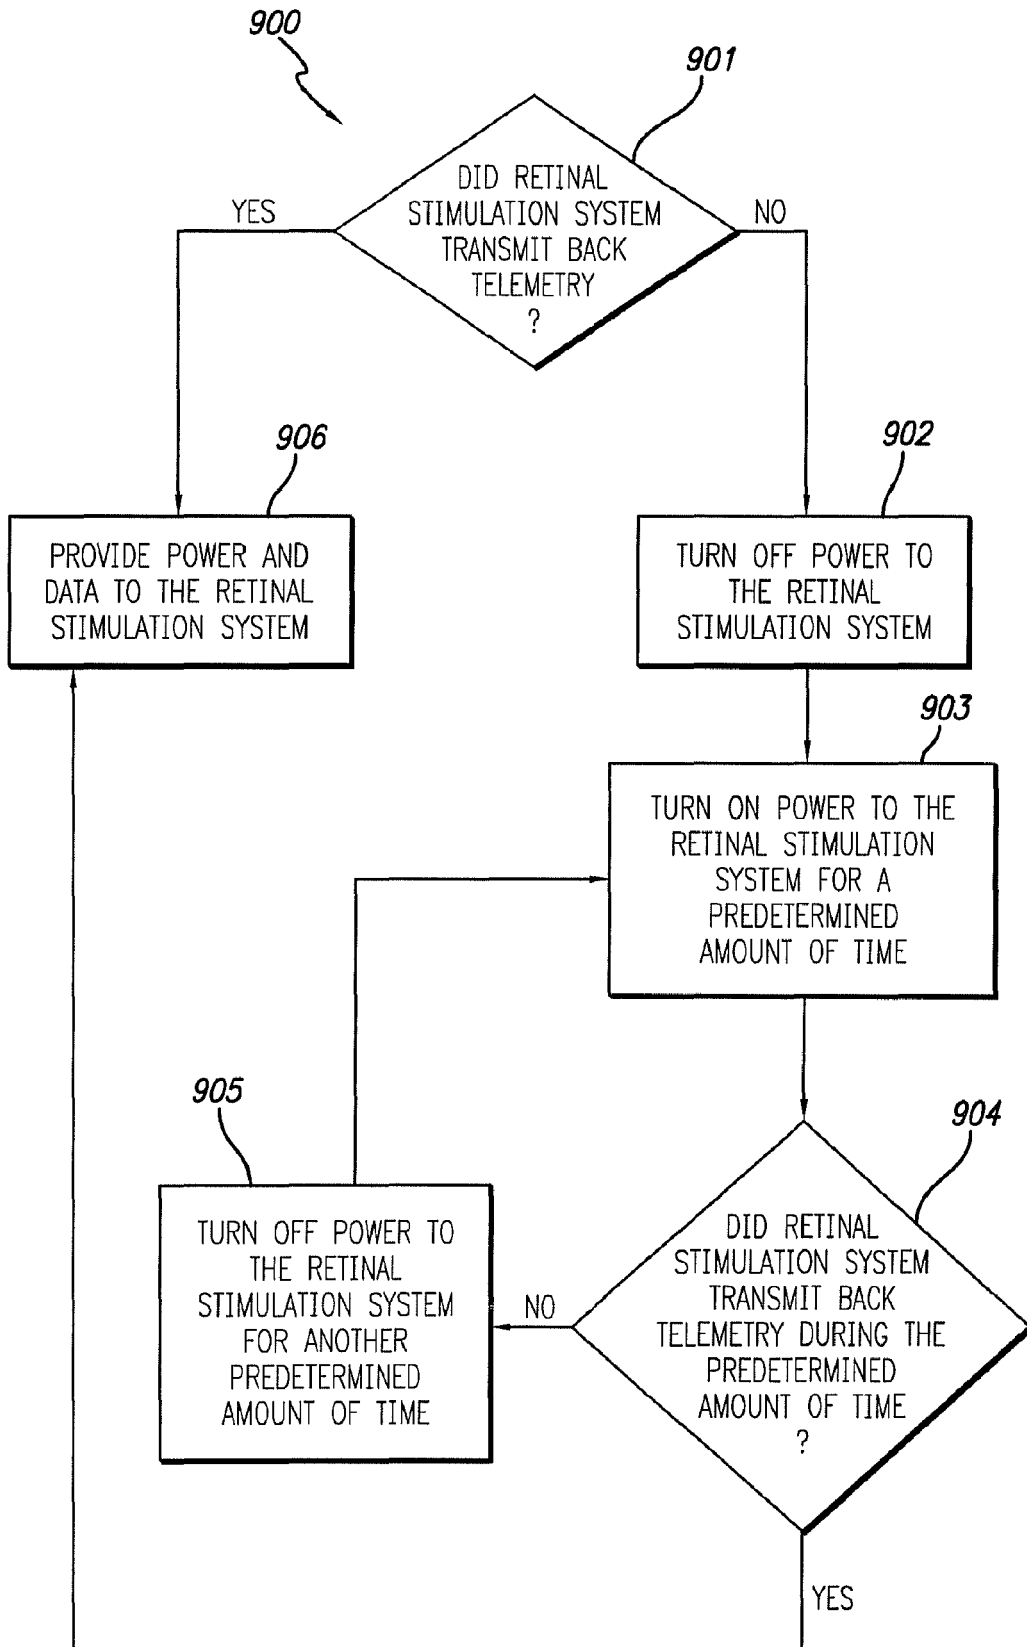 900
901
DID RETINAL
STIMULATION SYSTEM
TRANSMIT BACK
TELEMETRY
?
YES
NO
906
PROVIDE POWER AND
DATA TO THE RETINAL
STIMULATION SYSTEM
902
TURN OFF POWER TO
THE RETINAL
STIMULATION SYSTEM
903
TURN ON POWER TO THE
RETINAL STIMULATION
SYSTEM FOR A
PREDETERMINED
AMOUNT OF TIME
905
TURN OFF POWER TO
THE RETINAL
STIMULATION SYSTEM
FOR ANOTHER
PREDETERMINED
AMOUNT OF TIME
NO
904
DID RETINAL
STIMULATION SYSTEM
TRANSMIT BACK
TELEMETRY DURING THE
PREDETERMINED
AMOUNT OF TIME
?
YES